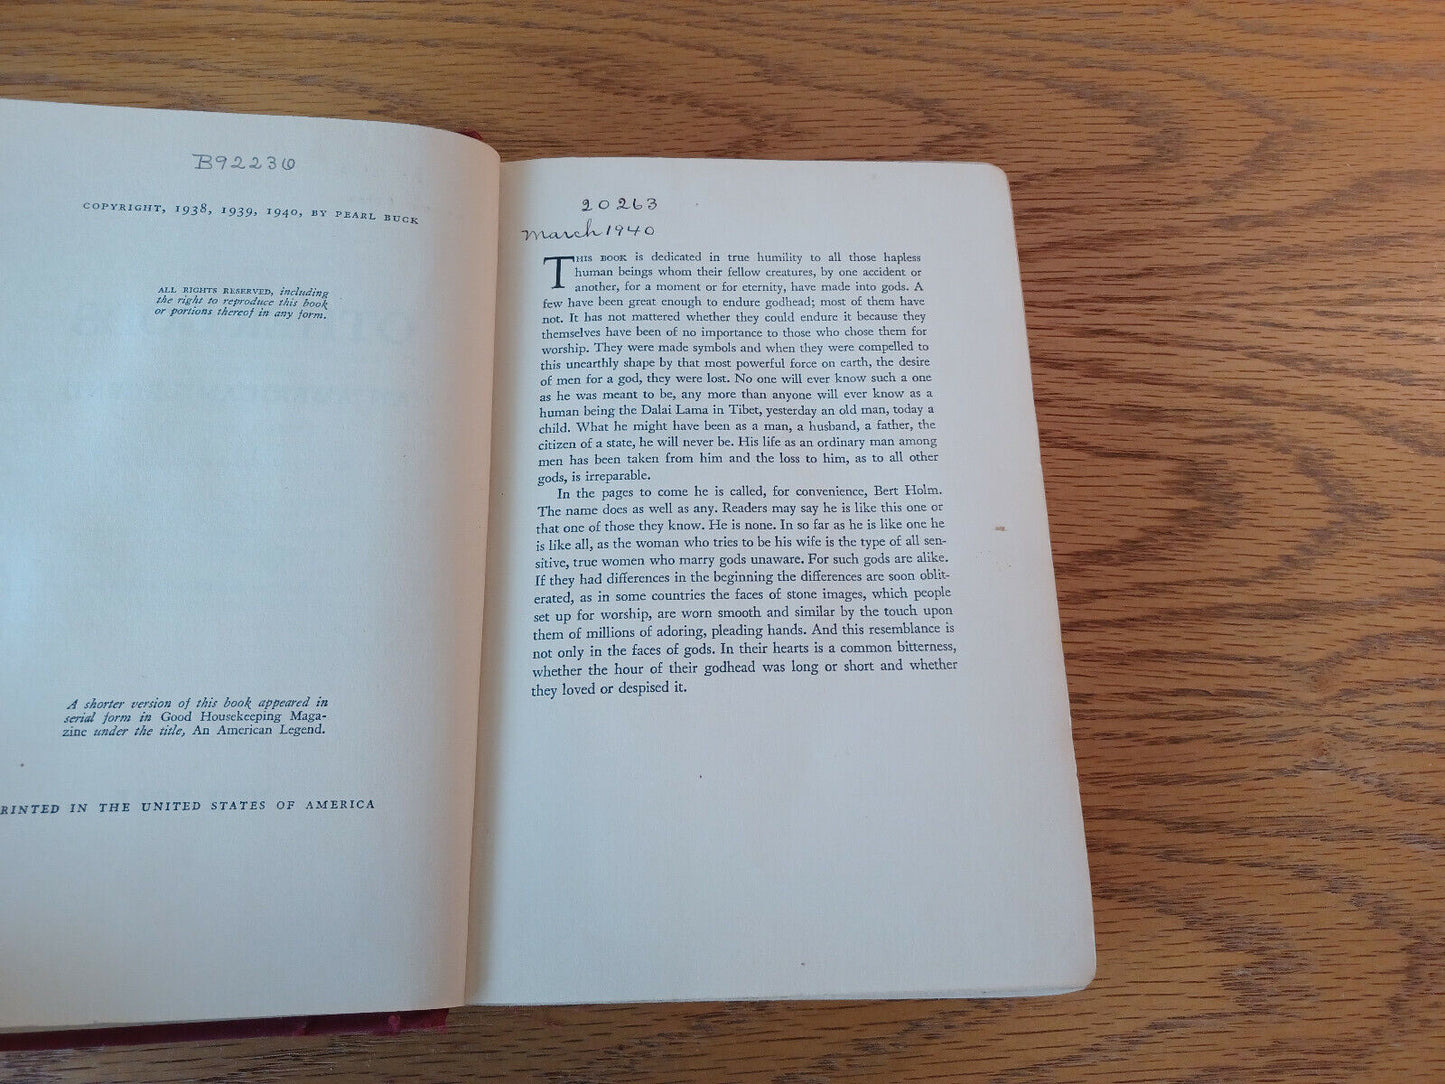 B92230
COPYRIGHT, 1938, 1939, 1940, BY PEARL BUCK
ALL RIGHTS RESERVED, including
the right to reproduce this book
or portions thereof in any form.
A shorter version of this book appeared in
serial form in Good Housekeeping Maga-
zine under the title, An American Legend.
RINTED IN THE UNITED STATES OF AMERICA
20263
March 1940
THIS BOOK is dedicated in true humility to all those hapless
human beings whom their fellow creatures, by one accident or
another, for a moment or for eternity, have made into gods. A
few have been great enough to endure godhead; most of them have
not. It has not mattered whether they could endure it because they
themselves have been of no importance to those who chose them for
worship. They were made symbols and when they were compelled to
this unearthly shape by that most powerful force on earth, the desire
of men for a god, they were lost. No one will ever know such a one
as he was meant to be, any more than anyone will ever know as a
human being the Dalai Lama in Tibet, yesterday an old man, today a
child. What he might have been as a man, a husband, a father, the
citizen of a state, he will never be. His life as an ordinary man among
men has been taken from him and the loss to him, as to all other
gods, is irreparable.
In the pages to come he is called, for convenience, Bert Holm.
The name does as well as any. Readers may say he is like this one or
that one of those they know. He is none. In so far as he is like one he
is like all, as the woman who tries to be his wife is the type of all sen-
sitive, true women who marry gods unaware. For such gods are alike.
If they had differences in the beginning the differences are soon oblit-
erated, as in some countries the faces of stone images, which people
set up for worship, are worn smooth and similar by the touch upon
them of millions of adoring, pleading hands. And this resemblance is
not only in the faces of gods. In their hearts is a common bitterness,
whether the hour of their godhead was long or short and whether
they loved or despised it.